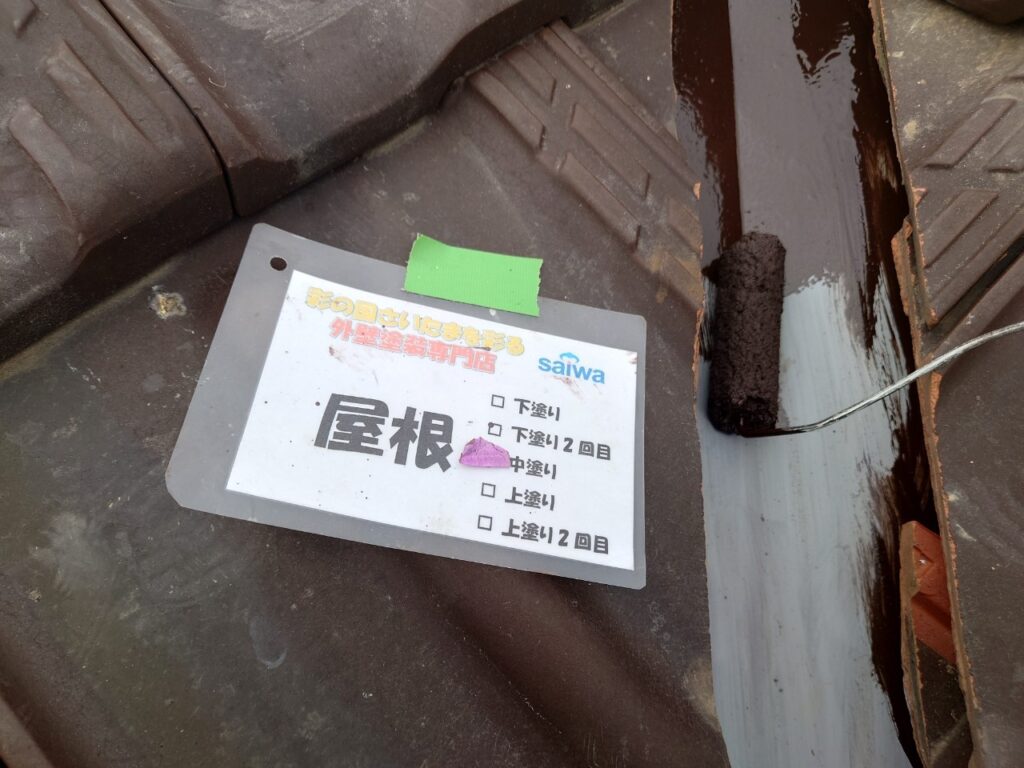 彩の国さいたまを彩る
外壁塗装専門店
saiwa
屋根
□ 下塗り
□ 下塗り2回目
中塗り
□ 上塗り
□ 上塗り2回目